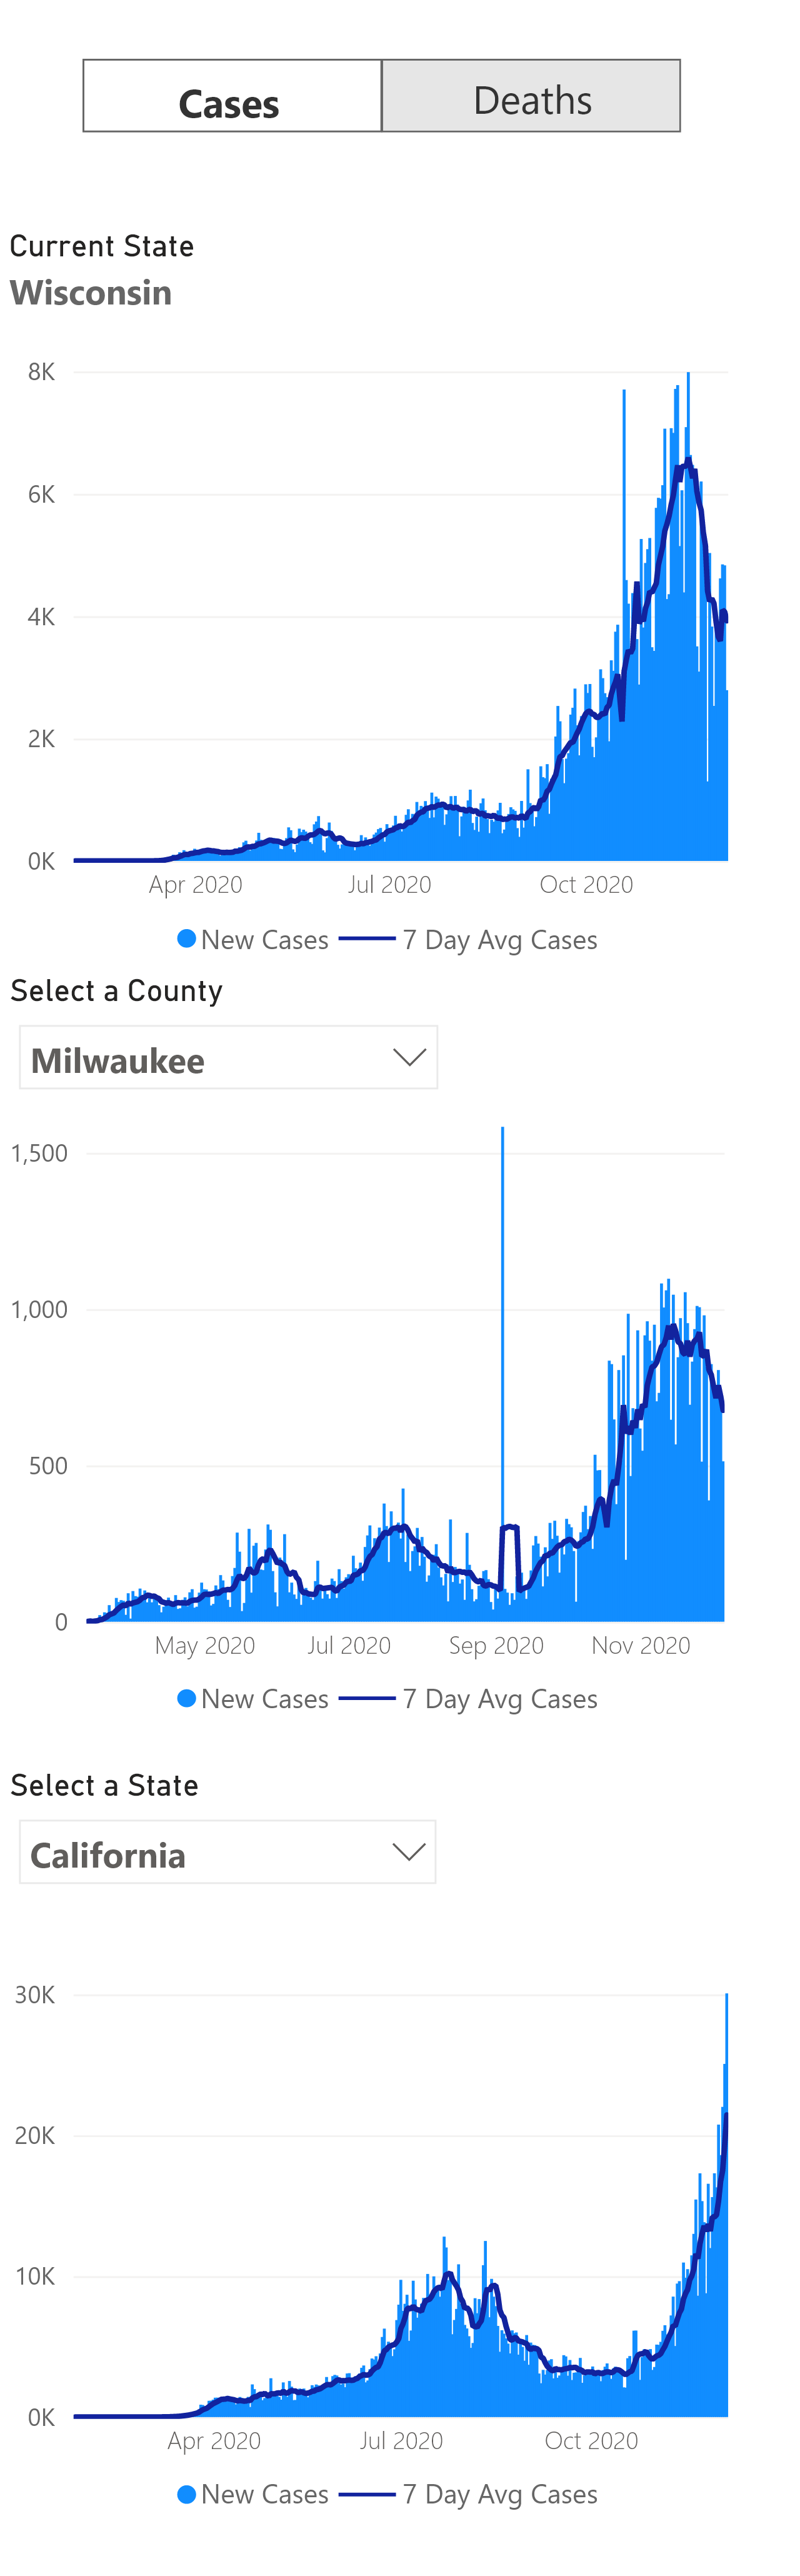 Cases Deaths
Current State
Wisconsin
8K
6K
4K
2K
0K
Apr 2020 Jul 2020 Oct 2020
New Cases 7 Day Avg Cases
Select a County
Milwaukee
1,500
1,000
500
0
May 2020 Jul 2020 Sep 2020 Nov 2020
New Cases 7 Day Avg Cases
Select a State
California
30K
20K
10K
0K
Apr 2020 Jul 2020 Oct 2020
New Cases 7 Day Avg Cases